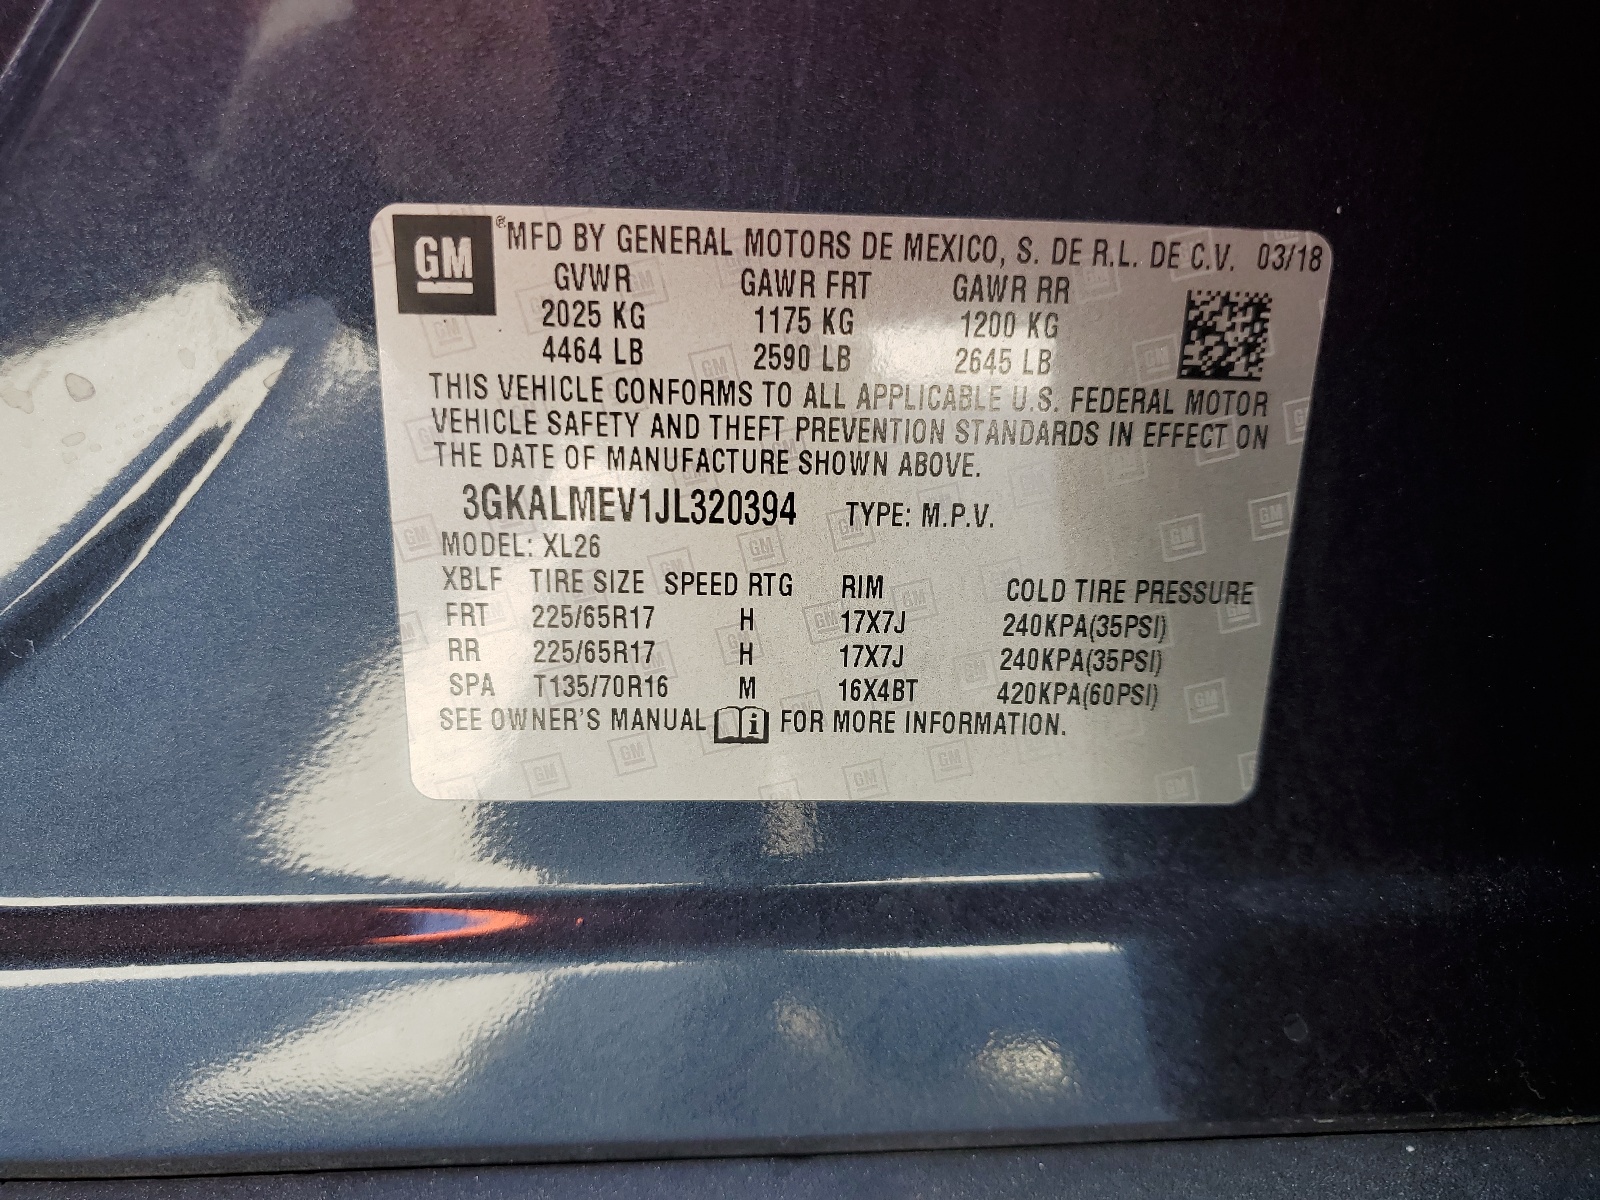 GM ® MFD BY GENERAL MOTORS DE MEXICO, S. DE R.L. DE C.V. 03/18
GVWR GAWR FRT GAWR RR
2025 KG 1175 KG 1200 KG
4464 LB 2590 LB 2645 LB
THIS VEHICLE CONFORMS TO ALL APPLICABLE U.S. FEDERAL MOTOR
VEHICLE SAFETY AND THEFT PREVENTION STANDARDS IN EFFECT ON
THE DATE OF MANUFACTURE SHOWN ABOVE.
3GKALMEV1JL320394 TYPE: M.P.V.
MODEL: XL26
XBLF TIRE SIZE SPEED RTG RIM COLD TIRE PRESSURE
FRT 225/65R17 H 17X7J 240KPA(35PSI)
RR 225/65R17 H 17X7J 240KPA(35PSI)
SPA T135/70R16 M 16X4BT 420KPA(60PSI)
SEE OWNER'S MANUAL i FOR MORE INFORMATION.